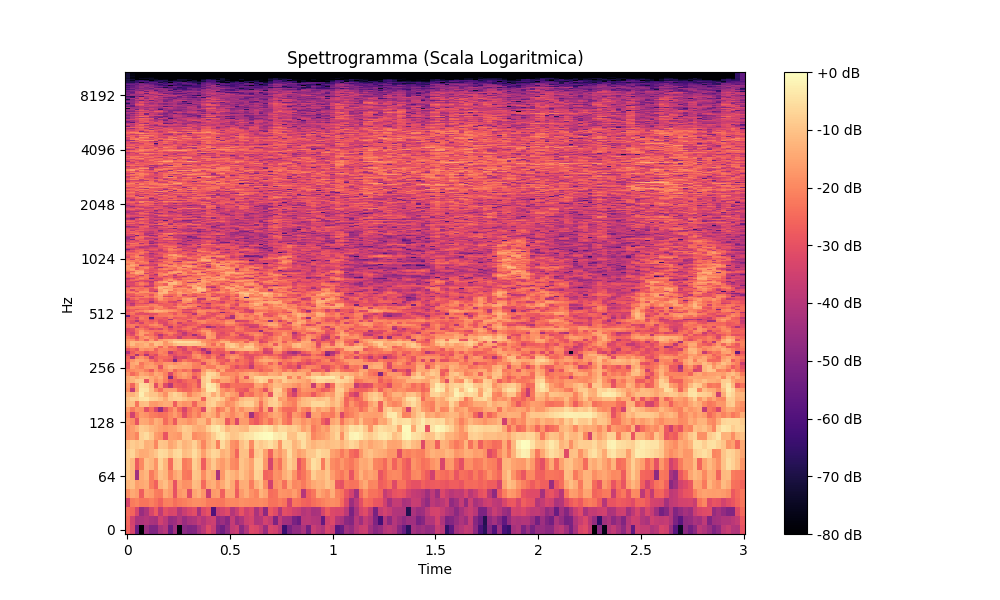 Spettrogramma (Scala Logaritmica)
Hz
8192
4096
2048
1024
512
256
128
64
0
0 0.5 1 1.5 2 2.5 3
Time
+0 dB
-10 dB
-20 dB
-30 dB
-40 dB
-50 dB
-60 dB
-70 dB
-80 dB